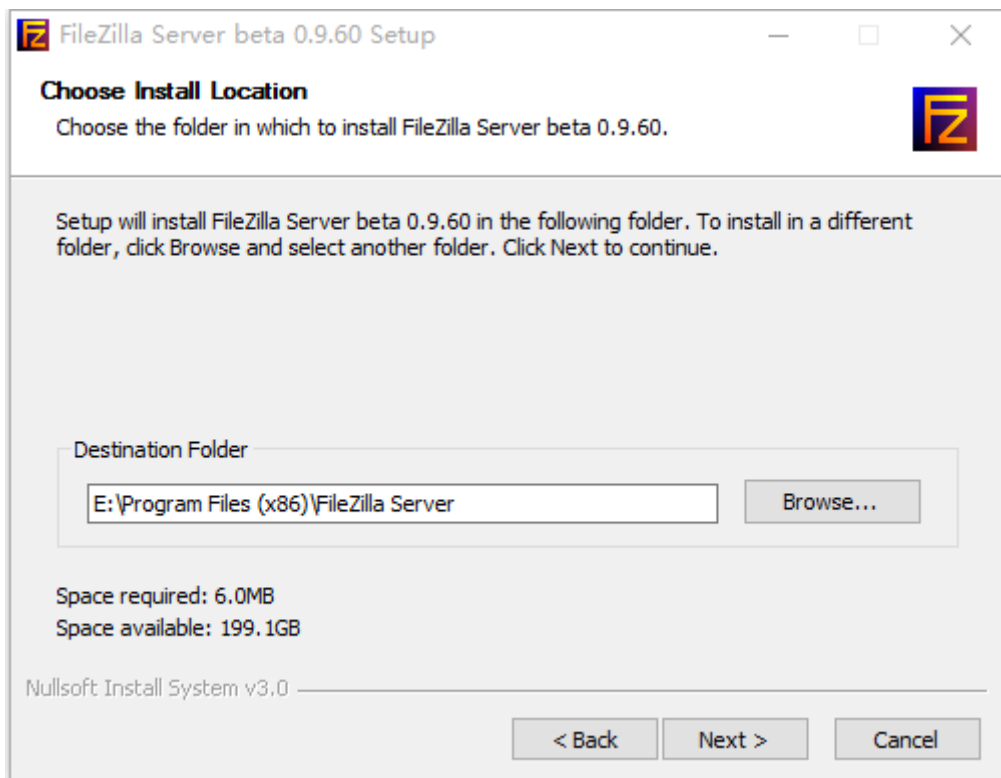 FileZilla Server beta 0.9.60 Setup
Choose Install Location
Choose the folder in which to install FileZilla Server beta 0.9.60.
Setup will install FileZilla Server beta 0.9.60 in the following folder. To install in a different
folder, click Browse and select another folder. Click Next to continue.
Destination Folder
E:\Program Files (x86)\FileZilla Server
Browse...
Space required: 6.0MB
Space available: 199.1GB
Nullsoft Install System v3.0
< Back
Next >
Cancel